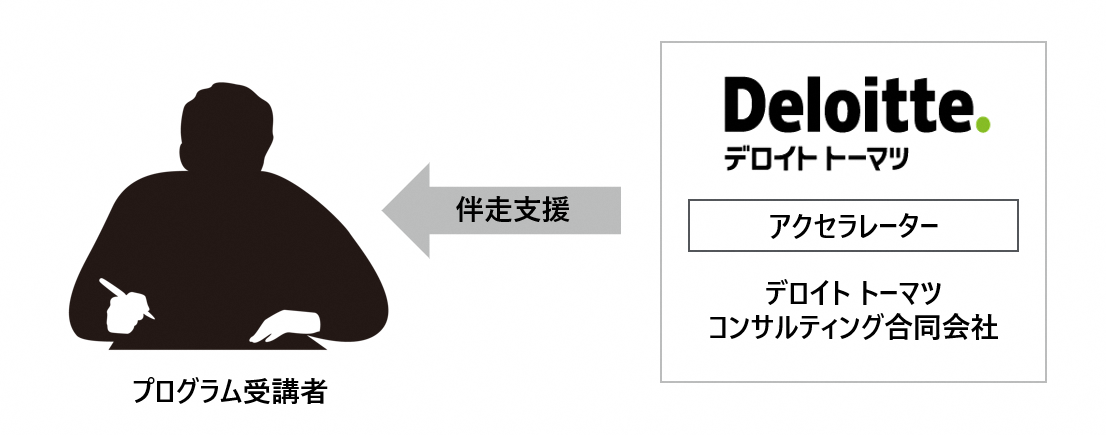 プログラム受講者
伴走支援
Deloitte.
デロイト トーマツ
アクセラレーター
デロイト トーマツ
コンサルティング合同会社